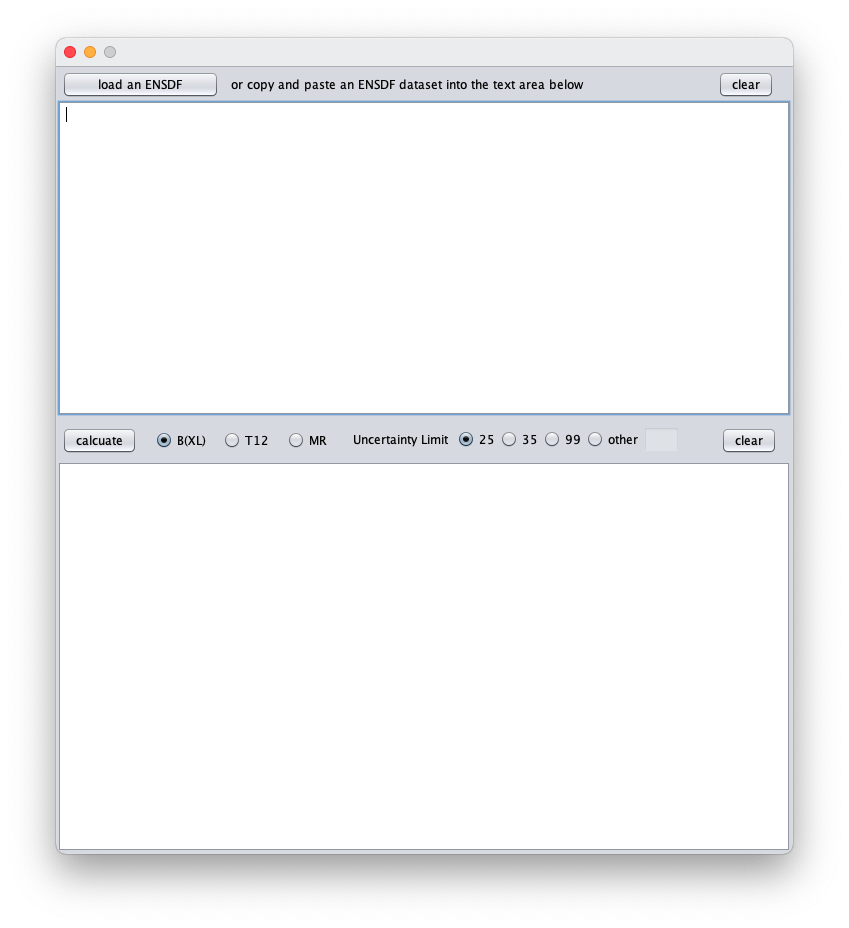 load an ENSDF or copy and paste an ENSDF dataset into the text area below clear
calcuate B(XL) T12 MR Uncertainty Limit 25 35 99 other clear